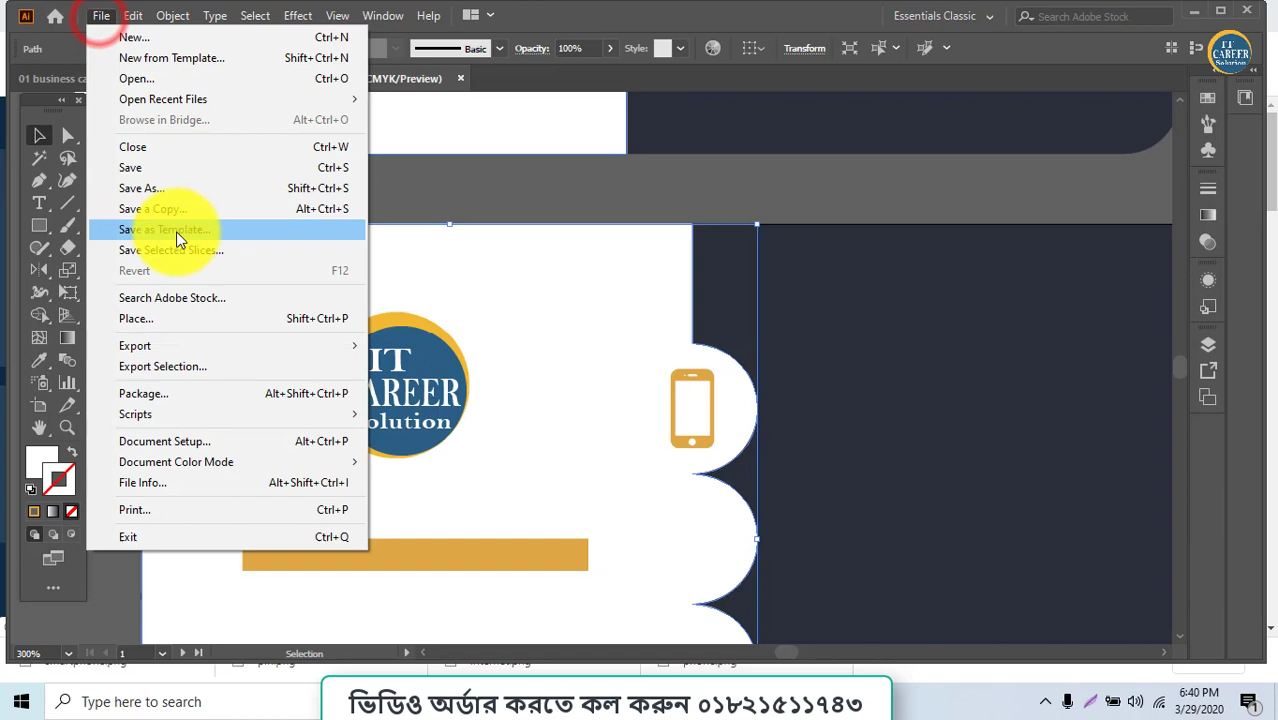 Ai File Edit Object Type Select Effect View Window Help Essentials Classic Search Adobe Stock
Path Basic Opacity: 100% Style: Transform
IT
CAREER
Solution
01 business ca CMYK/Preview) ×
New... Ctrl+N
New from Template... Shift+Ctrl+N
Open... Ctrl+O
Open Recent Files
Browse in Bridge... Alt+Ctrl+O
Close Ctrl+W
Save Ctrl+S
Save As... Shift+Ctrl+S
Save a Copy... Alt+Ctrl+S
Save as Template...
Save Selected Slices...
Revert F12
Search Adobe Stock...
Place... Shift+Ctrl+P
Export
Export Selection...
Package... Alt+Shift+Ctrl+P
Scripts
Document Setup... Alt+Ctrl+P
Document Color Mode
File Info... Alt+Shift+Ctrl+I
Print... Ctrl+P
Exit Ctrl+Q
IT
AREER
olution
300% 1 Selection
Type here to search
6:40 PM
3/29/2020
ভিডিও অর্ডার করতে কল করুন ০১৮২১৫১১৭৪৩